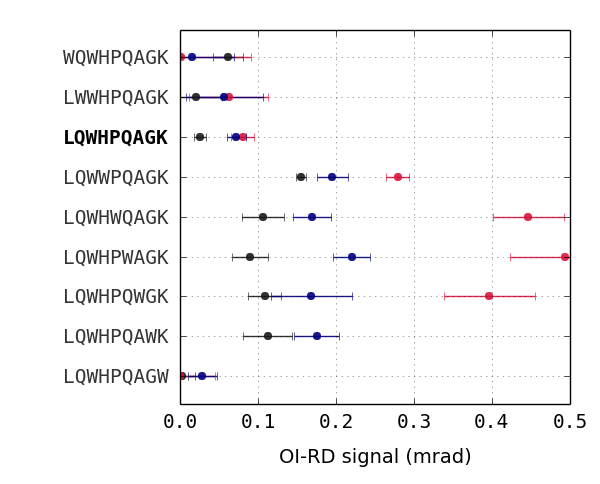 WQWHPQAGK
LWWHPQAGK
LQWHPQAGK
LQWWPQAGK
LQWHWQAGK
LQWHPWAGK
LQWHPQWGK
LQWHPQAWK
LQWHPQAGW
0.0 0.1 0.2 0.3 0.4 0.5
OI-RD signal (mrad)